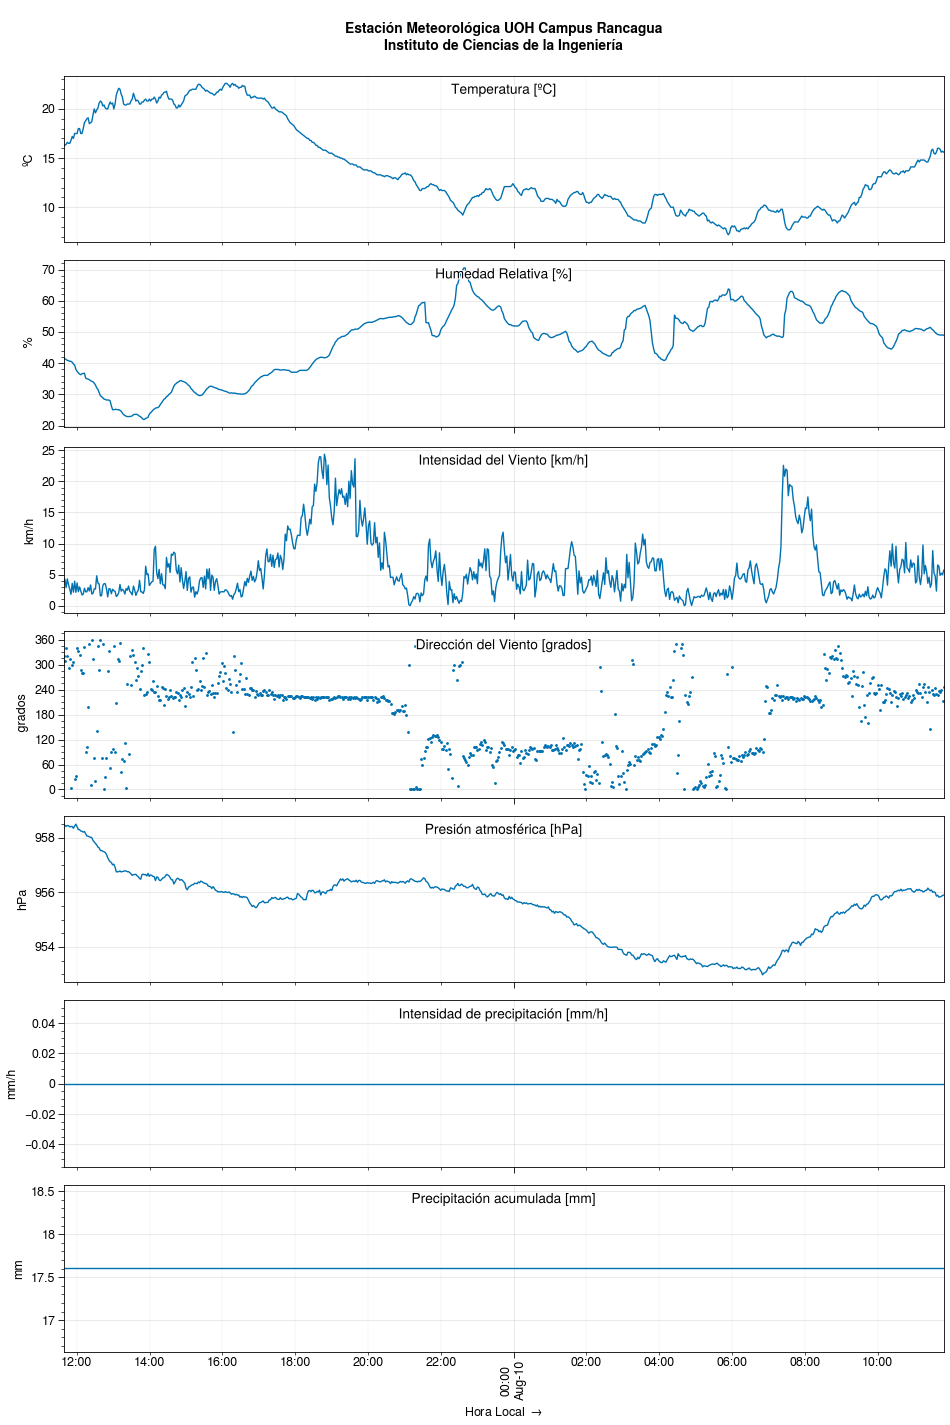 Estación Meteorológica UOH Campus Rancagua
Instituto de Ciencias de la Ingeniería
Temperatura [ºC]
ºC
20
15
10
Humedad Relativa [%]
%
70
60
50
40
30
20
Intensidad del Viento [km/h]
km/h
25
20
15
10
5
0
Dirección del Viento [grados]
grados
360
300
240
180
120
60
0
Presión atmosférica [hPa]
hPa
958
956
954
Intensidad de precipitación [mm/h]
mm/h
0.04
0.02
0
−0.02
−0.04
Precipitación acumulada [mm]
mm
18.5
18
17.5
17
12:00 14:00 16:00 18:00 20:00 22:00 00:00 02:00 04:00 06:00 08:00 10:00
Aug-10
Hora Local →